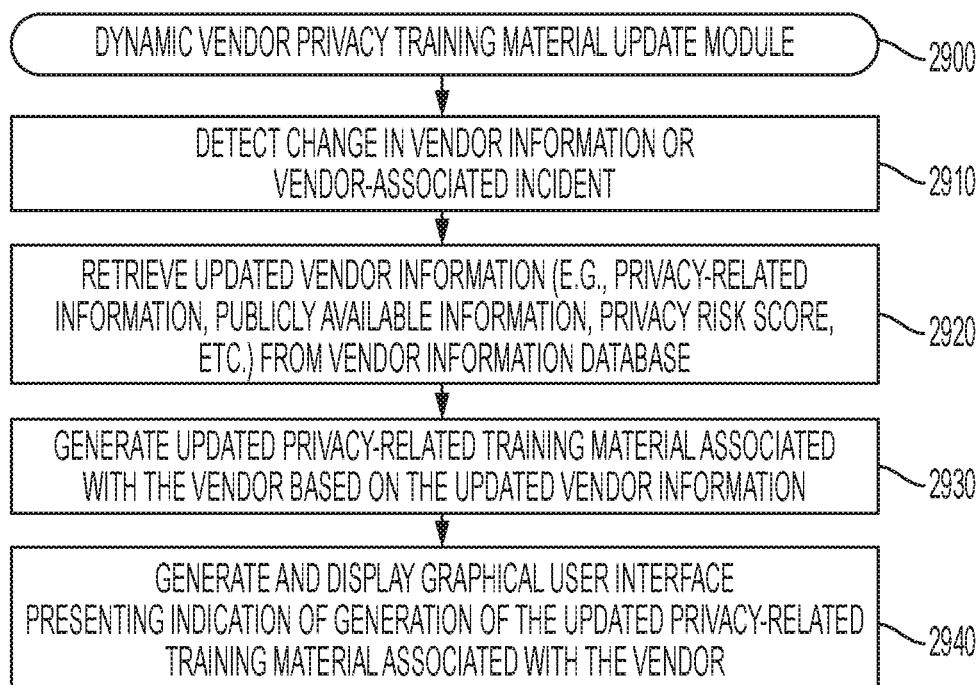 DYNAMIC VENDOR PRIVACY TRAINING MATERIAL UPDATE MODULE
2900
DETECT CHANGE IN VENDOR INFORMATION OR
VENDOR-ASSOCIATED INCIDENT
2910
RETRIEVE UPDATED VENDOR INFORMATION (E.G., PRIVACY-RELATED
INFORMATION, PUBLICLY AVAILABLE INFORMATION, PRIVACY RISK SCORE,
ETC.) FROM VENDOR INFORMATION DATABASE
2920
GENERATE UPDATED PRIVACY-RELATED TRAINING MATERIAL ASSOCIATED
WITH THE VENDOR BASED ON THE UPDATED VENDOR INFORMATION
2930
GENERATE AND DISPLAY GRAPHICAL USER INTERFACE
PRESENTING INDICATION OF GENERATION OF THE UPDATED PRIVACY-RELATED
TRAINING MATERIAL ASSOCIATED WITH THE VENDOR
2940